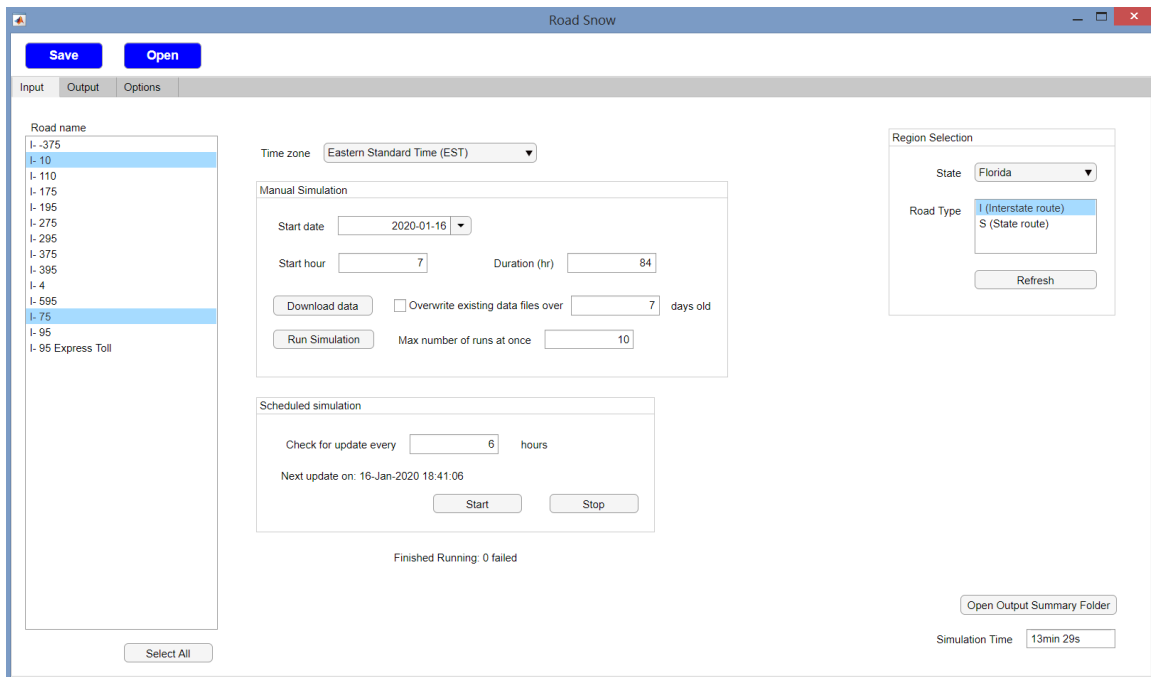 Road Snow
Save Open
Input Output Options
Road name
I- -375
I- 10
I- 110
I- 175
I- 195
I- 275
I- 295
I- 375
I- 395
I- 4
I- 595
I- 75
I- 95
I- 95 Express Toll
Select All
Time zone Eastern Standard Time (EST)
Manual Simulation
Start date 2020-01-16
Start hour 7 Duration (hr) 84
Download data Overwrite existing data files over 7 days old
Run Simulation Max number of runs at once 10
Scheduled simulation
Check for update every 6 hours
Next update on: 16-Jan-2020 18:41:06
Start Stop
Finished Running: 0 failed
Region Selection
State Florida
Road Type I (Interstate route)
S (State route)
Refresh
Open Output Summary Folder
Simulation Time 13min 29s